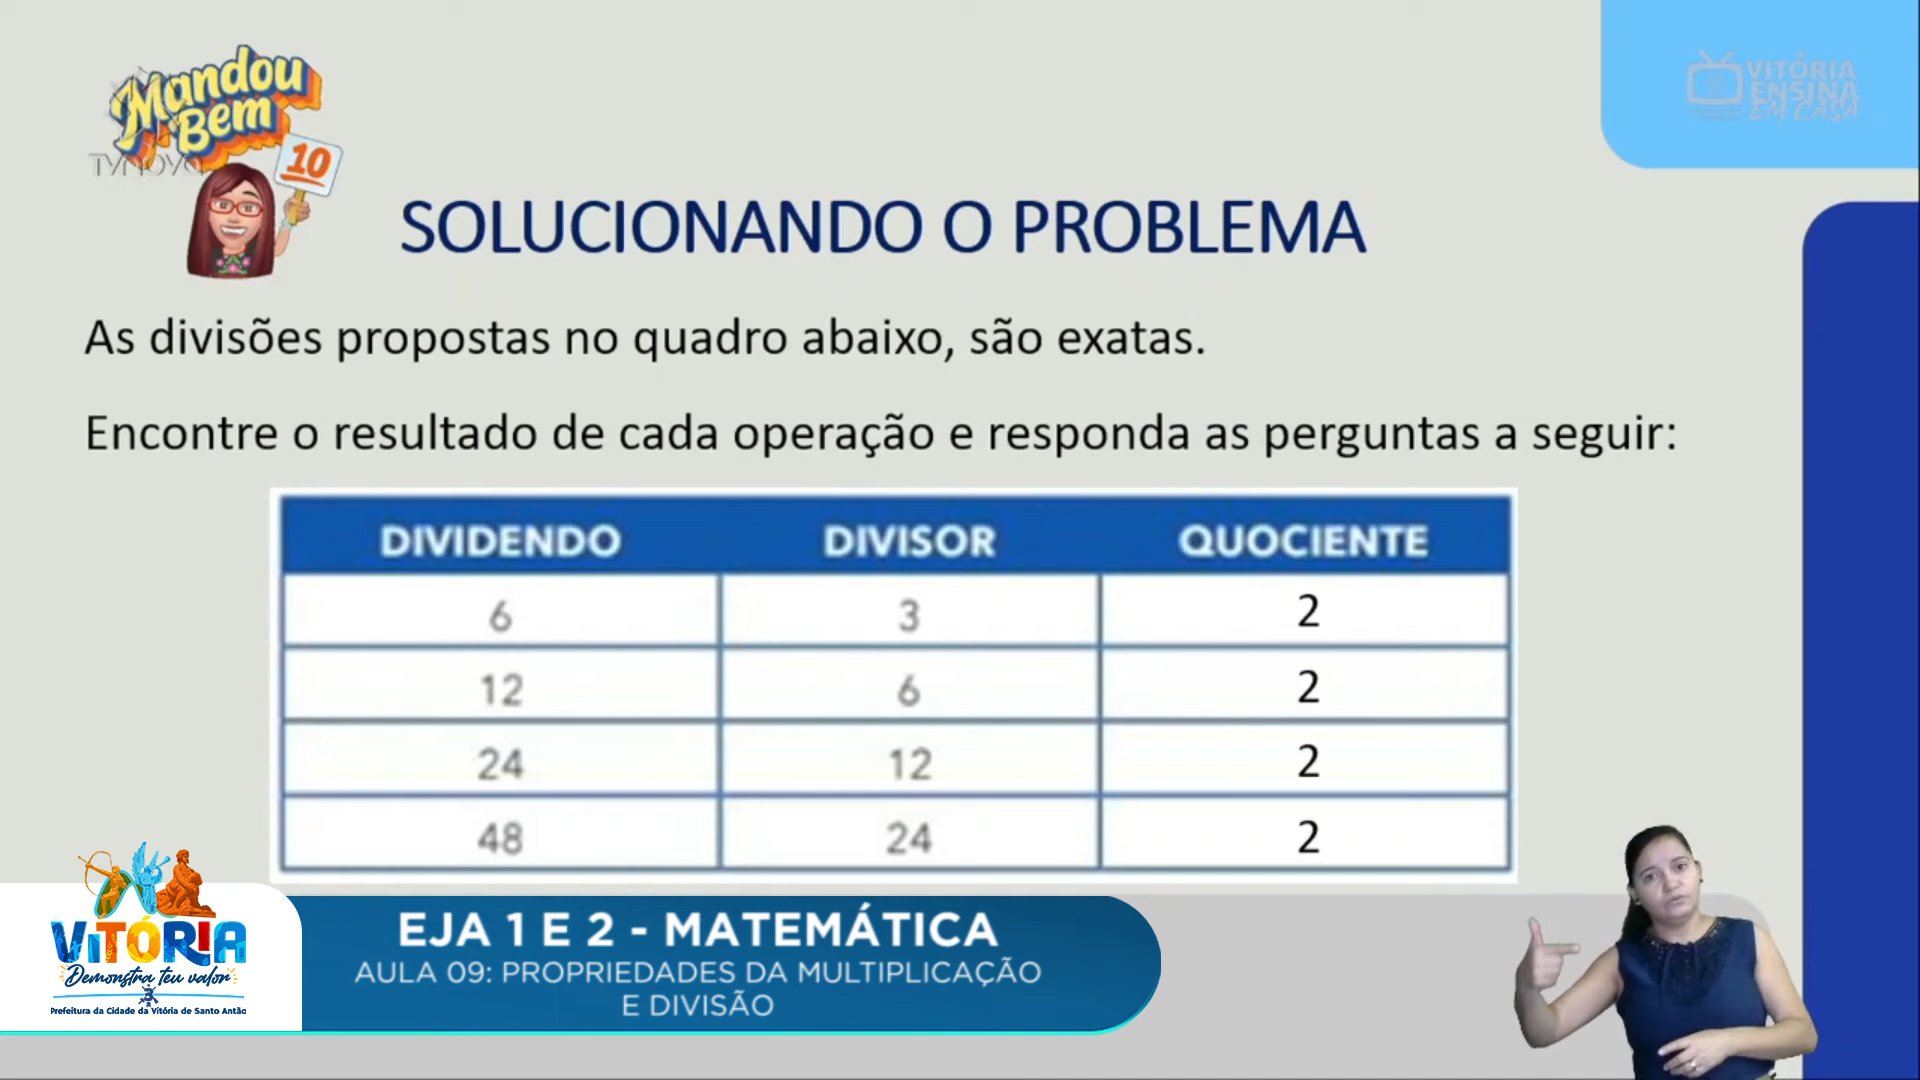 Mandou
Bem
10
TVNOVA
VITÓRIA
ENSINA
EM CASA
SOLUCIONANDO O PROBLEMA
As divisões propostas no quadro abaixo, são exatas.
Encontre o resultado de cada operação e responda as perguntas a seguir:
DIVIDENDO DIVISOR QUOCIENTE
6 3 2
12 6 2
24 12 2
48 24 2
VITÓRIA
Demonstra teu valor
Prefeitura da Cidade da Vitória de Santo Antão
EJA 1 E 2 - MATEMÁTICA
AULA 09: PROPRIEDADES DA MULTIPLICAÇÃO
E DIVISÃO